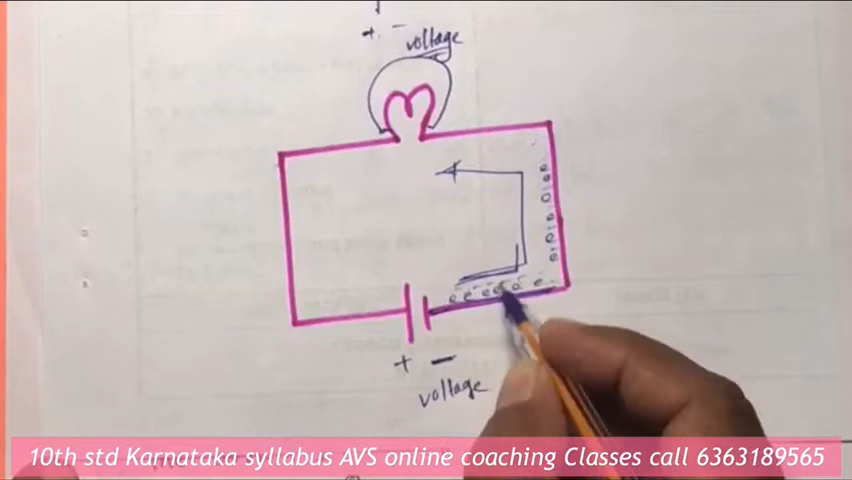 + -
voltage
+ -
voltage
10th std Karnataka syllabus AVS online coaching Classes call 6363189565